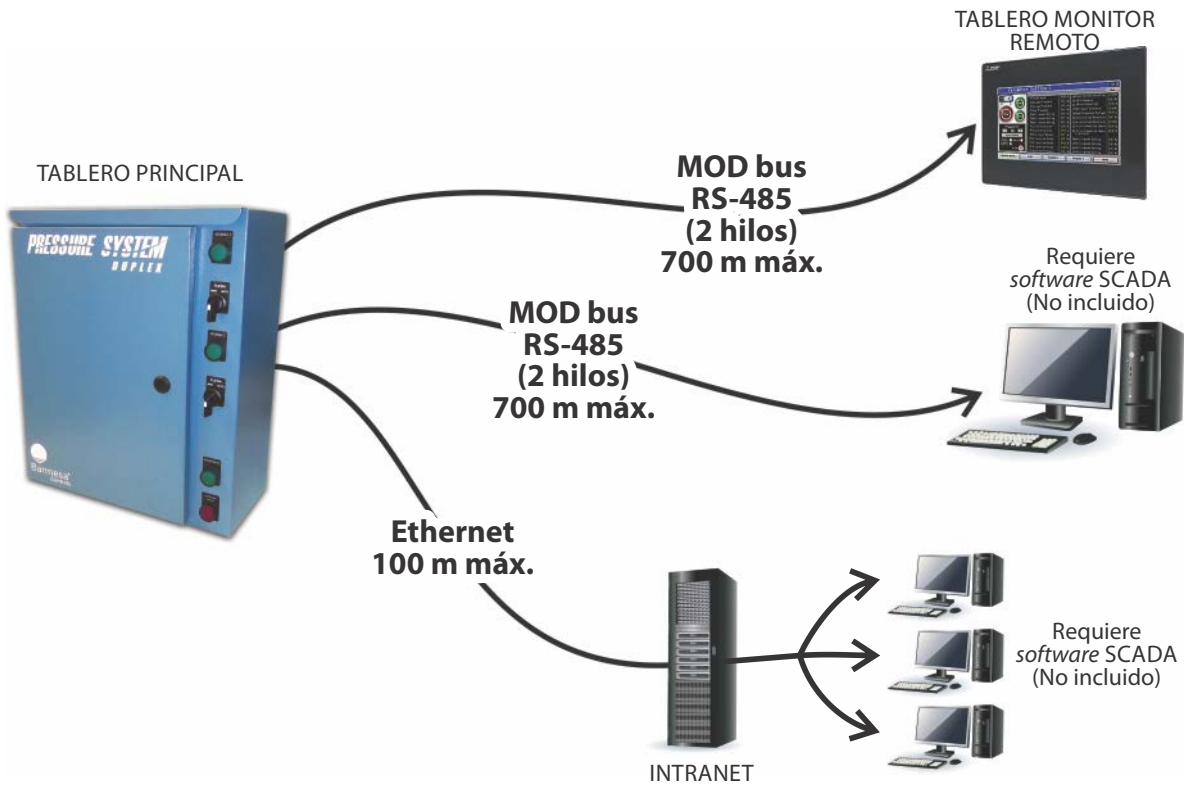 TABLERO MONITOR
REMOTO
TABLERO PRINCIPAL
PRESSURE SYSTEM
DUPLEX
Barmesa
MOD bus
RS-485
(2 hilos)
700 m máx.
Requiere
software SCADA
(No incluido)
MOD bus
RS-485
(2 hilos)
700 m máx.
Ethernet
100 m máx.
Requiere
software SCADA
(No incluido)
INTRANET